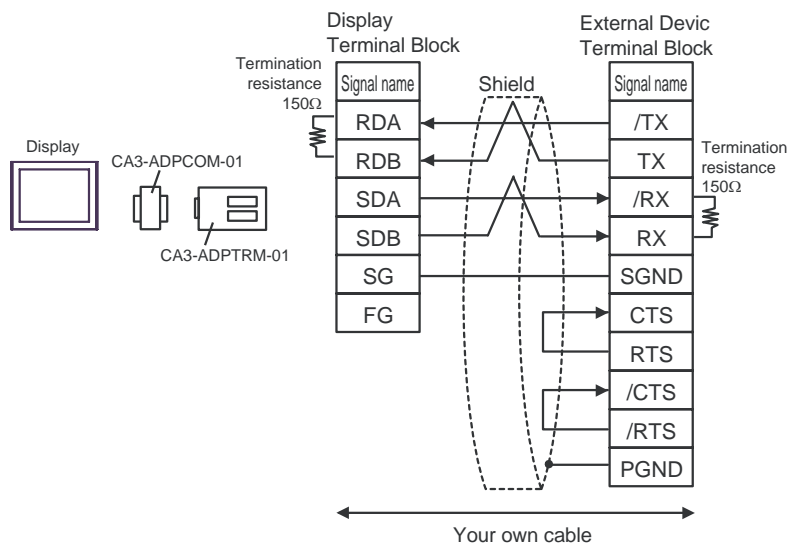 Display
Terminal Block
External Devic
Terminal Block
Termination
resistance
150Ω
Signal name
Shield
Signal name
RDA
/TX
Display
CA3-ADPCOM-01
RDB
TX
Termination
resistance
150Ω
SDA
/RX
SDB
RX
CA3-ADPTRM-01
SG
SGND
FG
CTS
RTS
/CTS
/RTS
PGND
Your own cable